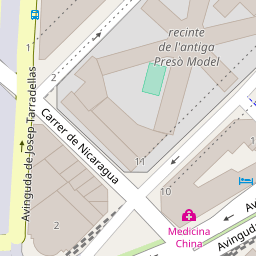 recinte
de l'antiga
Presó Model
1
2
Avinguda de Josep Tarradellas
Carrer de Nicaragua
11
10
2
Medicina
China